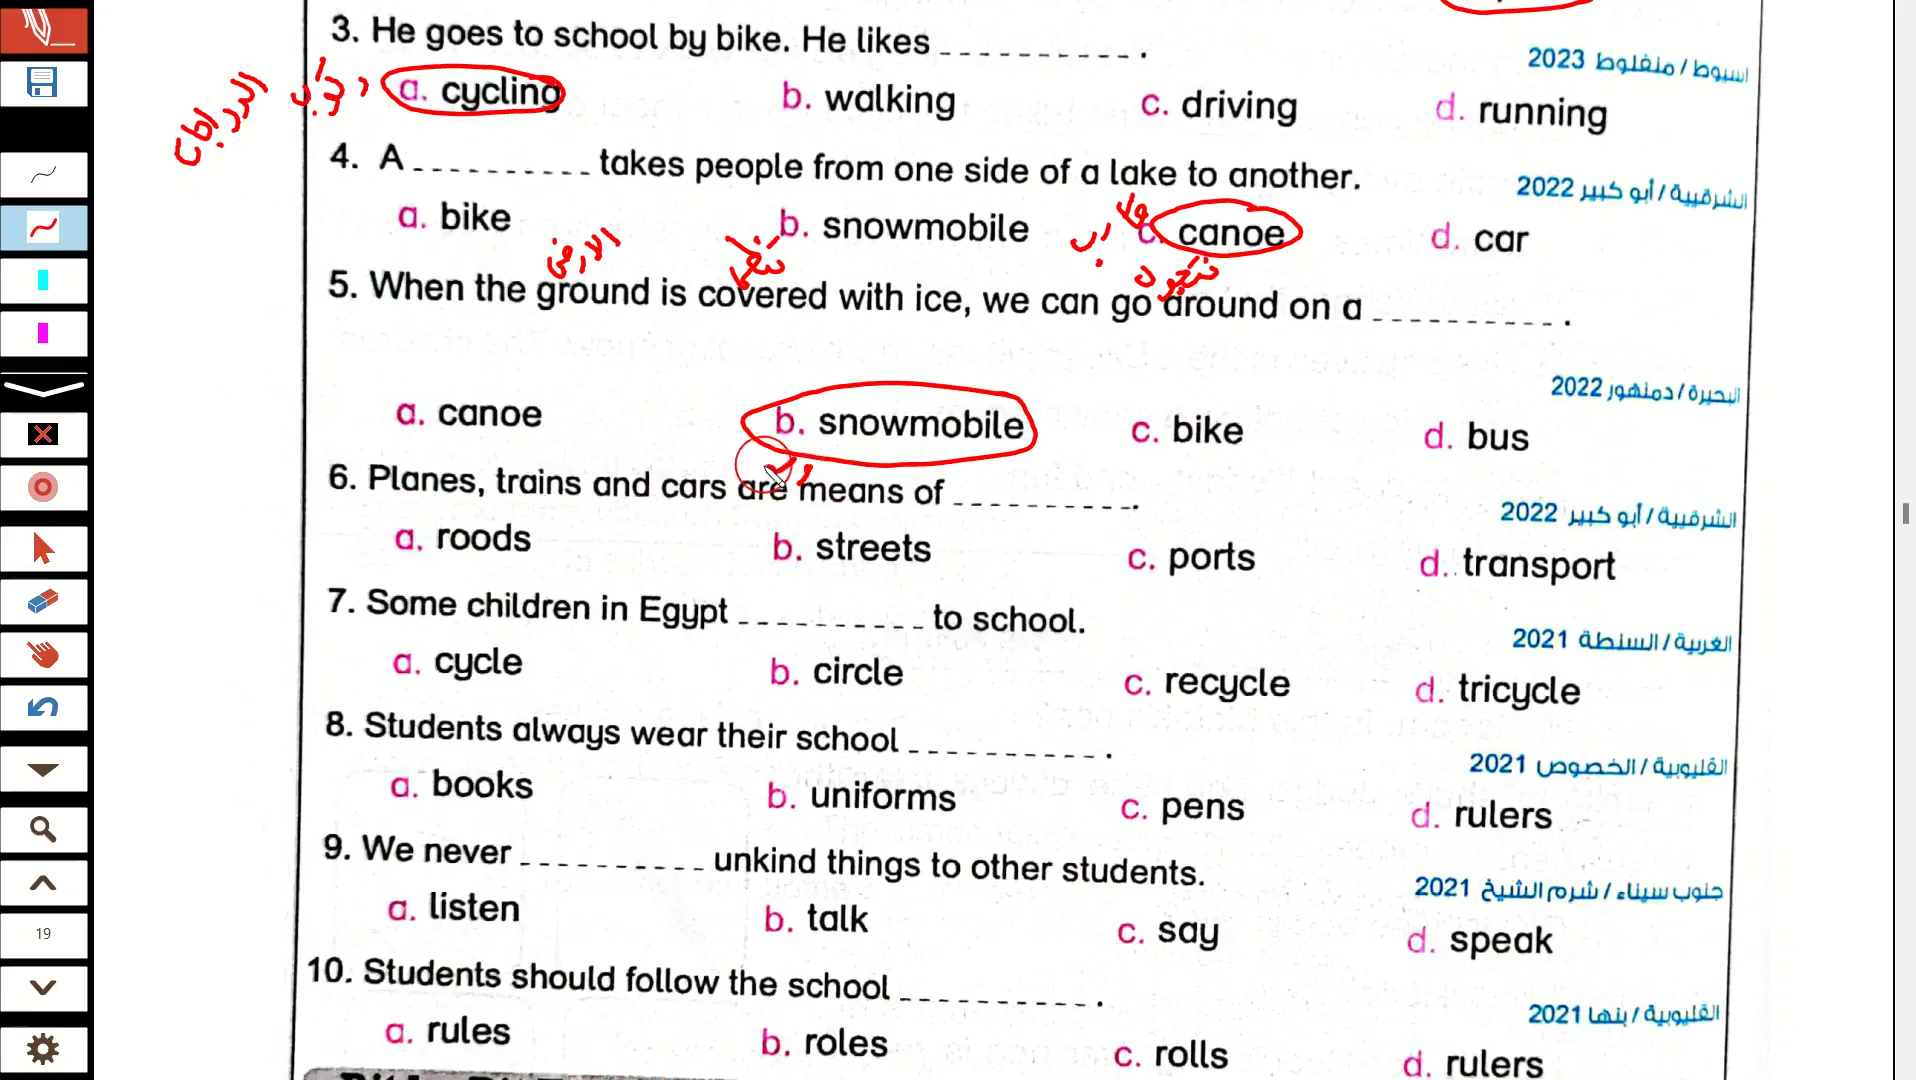 3. He goes to school by bike. He likes __________ .
اسيوط / منفلوط 2023
a. cycling b. walking c. driving d. running
ركوب الدراجات
4. A __________ takes people from one side of a lake to another.
الشرقيية / أبو كبير 2022
a. bike b. snowmobile c. canoe d. car
الارض
5. When the ground is covered with ice, we can go around on a __________ .
البحيرة / دمنهور 2022
a. canoe b. snowmobile c. bike d. bus
6. Planes, trains and cars are means of __________.
الشرقيية / أبو كبير 2022
a. roods b. streets c. ports d. transport
7. Some children in Egypt __________ to school.
الغربية / السنطة 2021
a. cycle b. circle c. recycle d. tricycle
8. Students always wear their school __________ .
القليوبية / الخصوص 2021
a. books b. uniforms c. pens d. rulers
9. We never __________ unkind things to other students.
جنوب سيناء / شرم الشيخ 2021
a. listen b. talk c. say d. speak
10. Students should follow the school __________ .
القليوبية / بنها 2021
a. rules b. roles c. rolls d. rulers
19